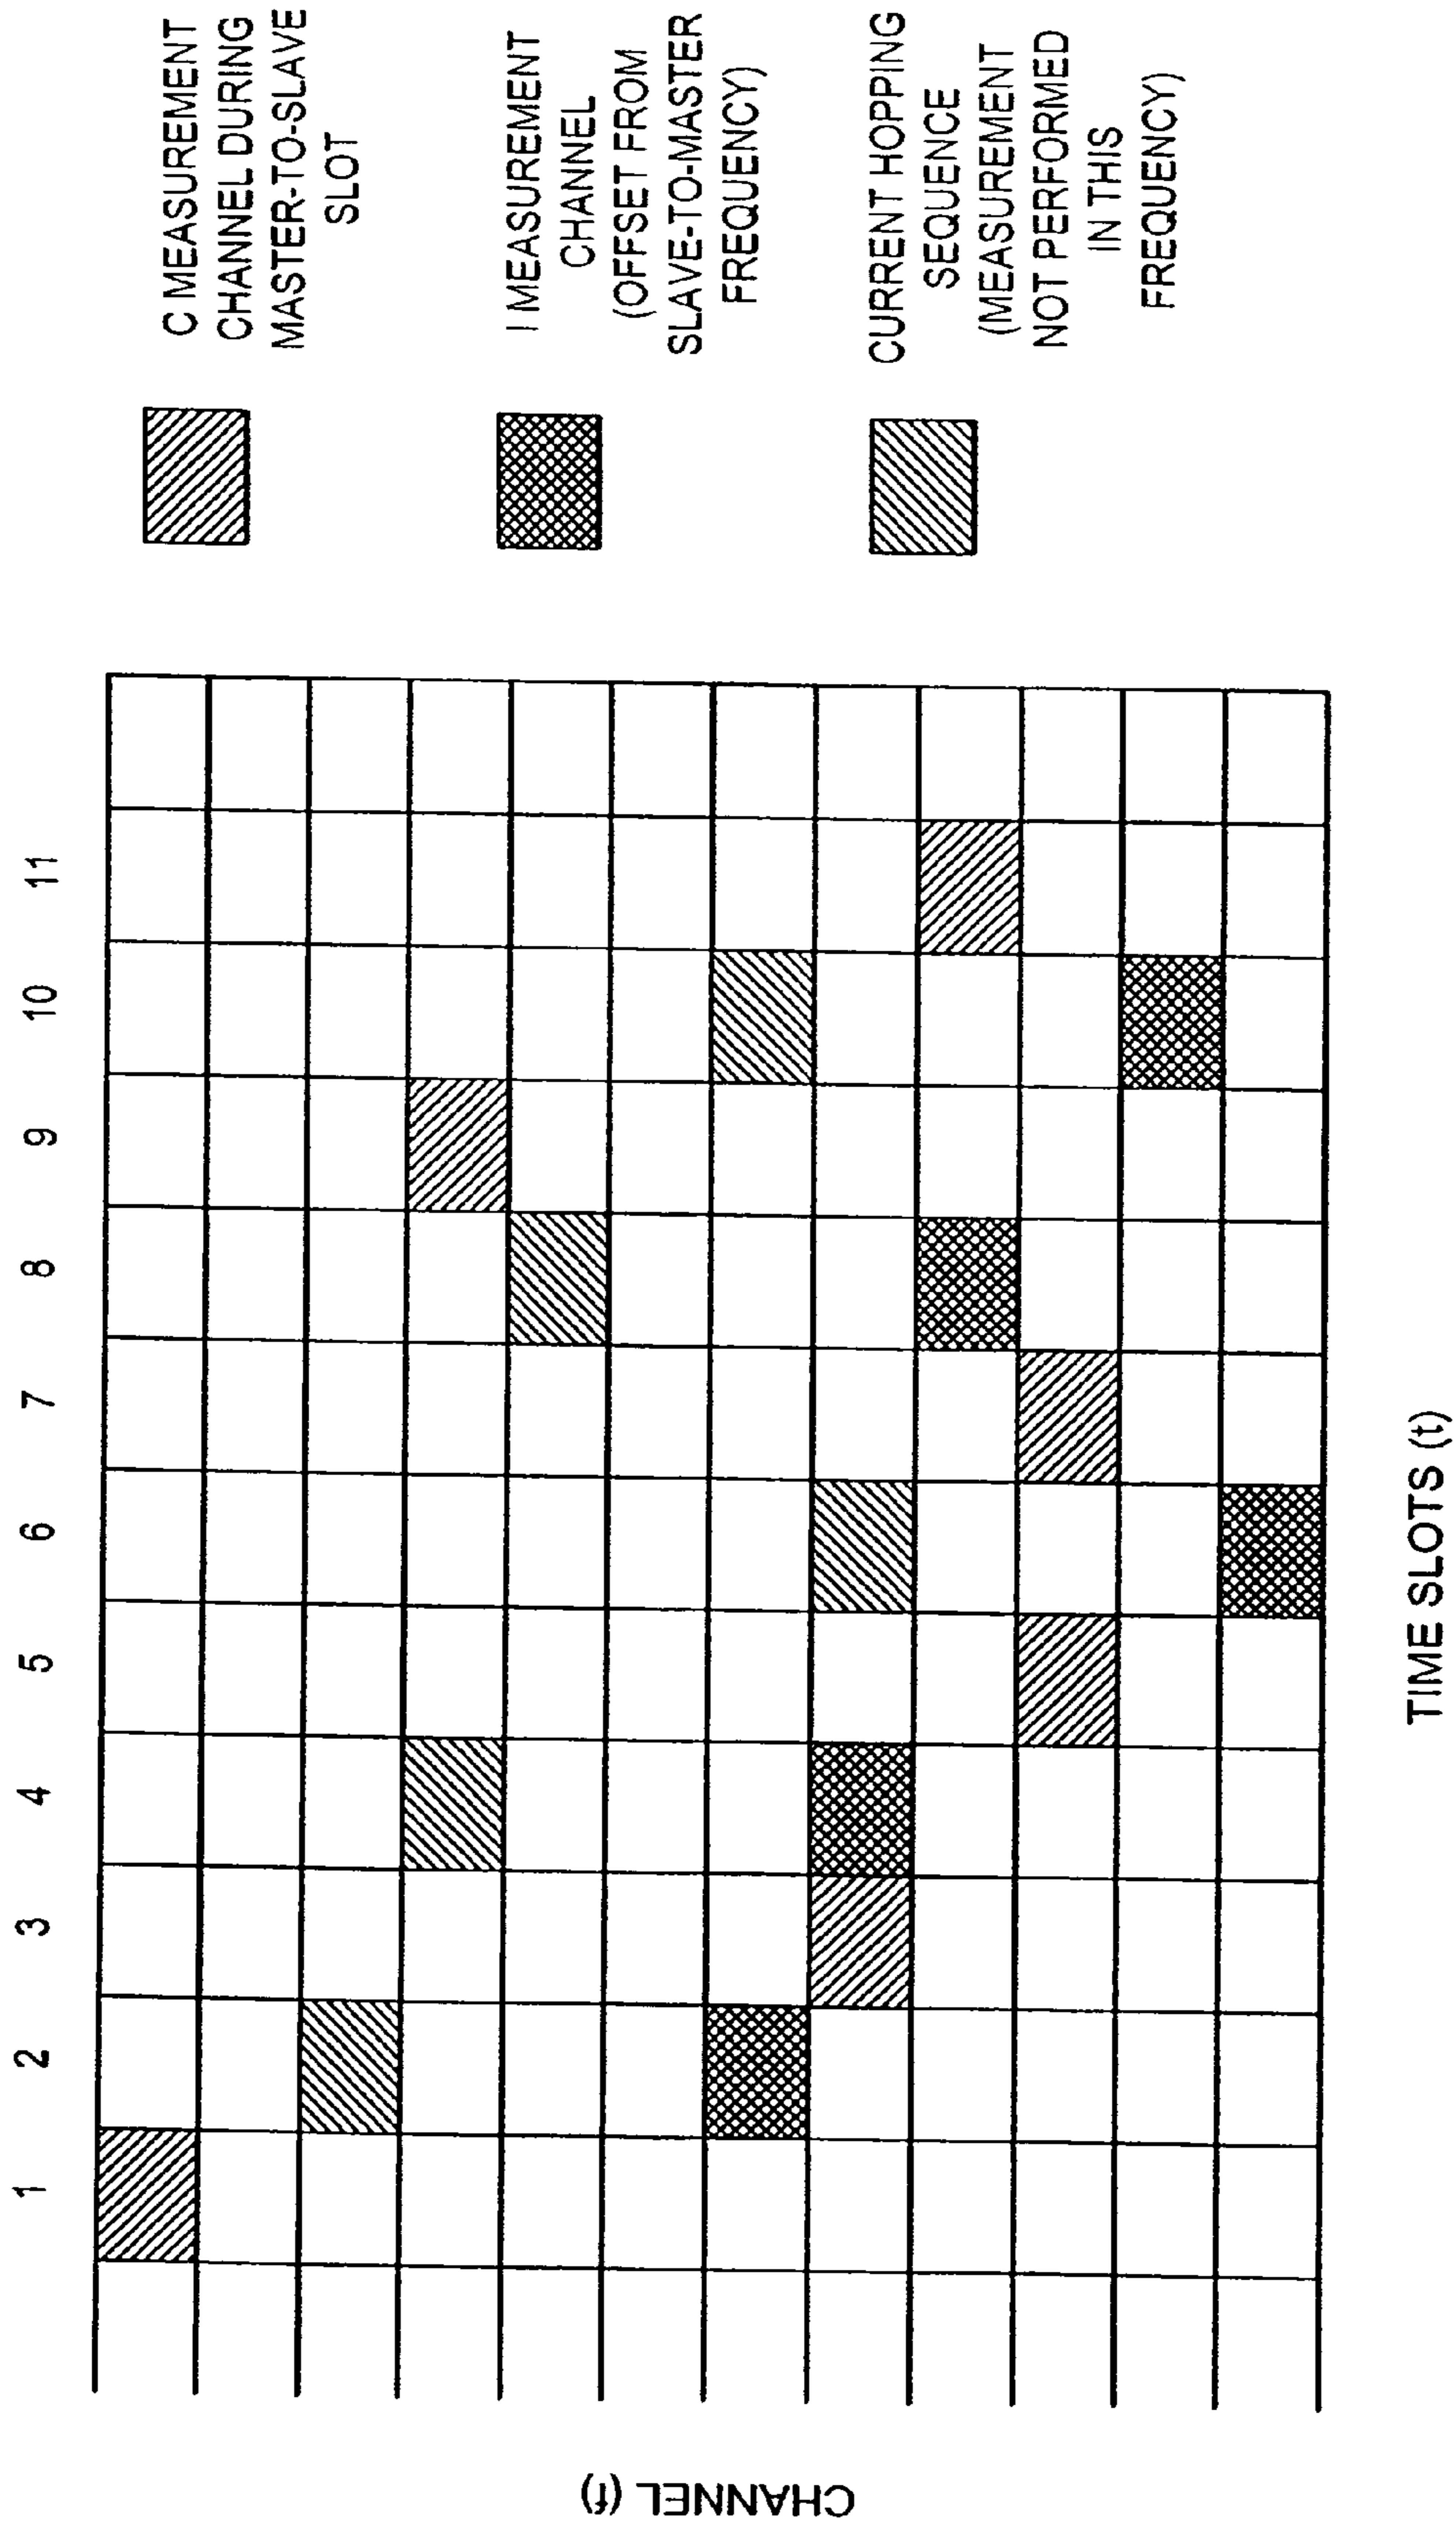 1 2 3 4 5 6 7 8 9 10 11
CHANNEL (f)
TIME SLOTS (t)
C MEASUREMENT
CHANNEL DURING
MASTER-TO-SLAVE
SLOT
I MEASUREMENT
CHANNEL
(OFFSET FROM
SLAVE-TO-MASTER
FREQUENCY)
CURRENT HOPPING
SEQUENCE
(MEASUREMENT
NOT PERFORMED
IN THIS
FREQUENCY)